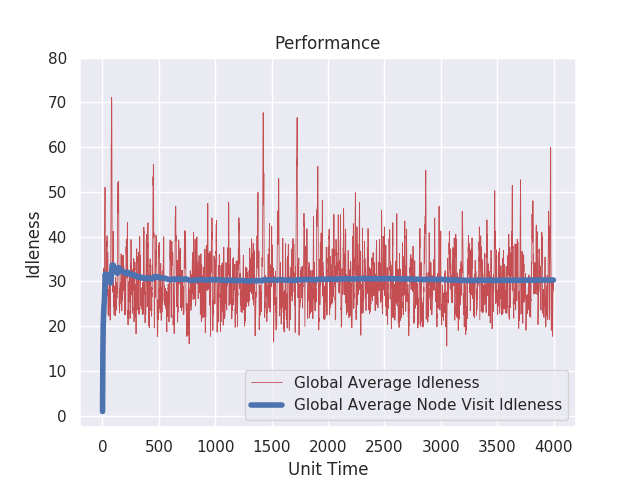 Performance
80
70
60
50
40
30
20
10
0
Idleness
Global Average Idleness
Global Average Node Visit Idleness
0 500 1000 1500 2000 2500 3000 3500 4000
Unit Time